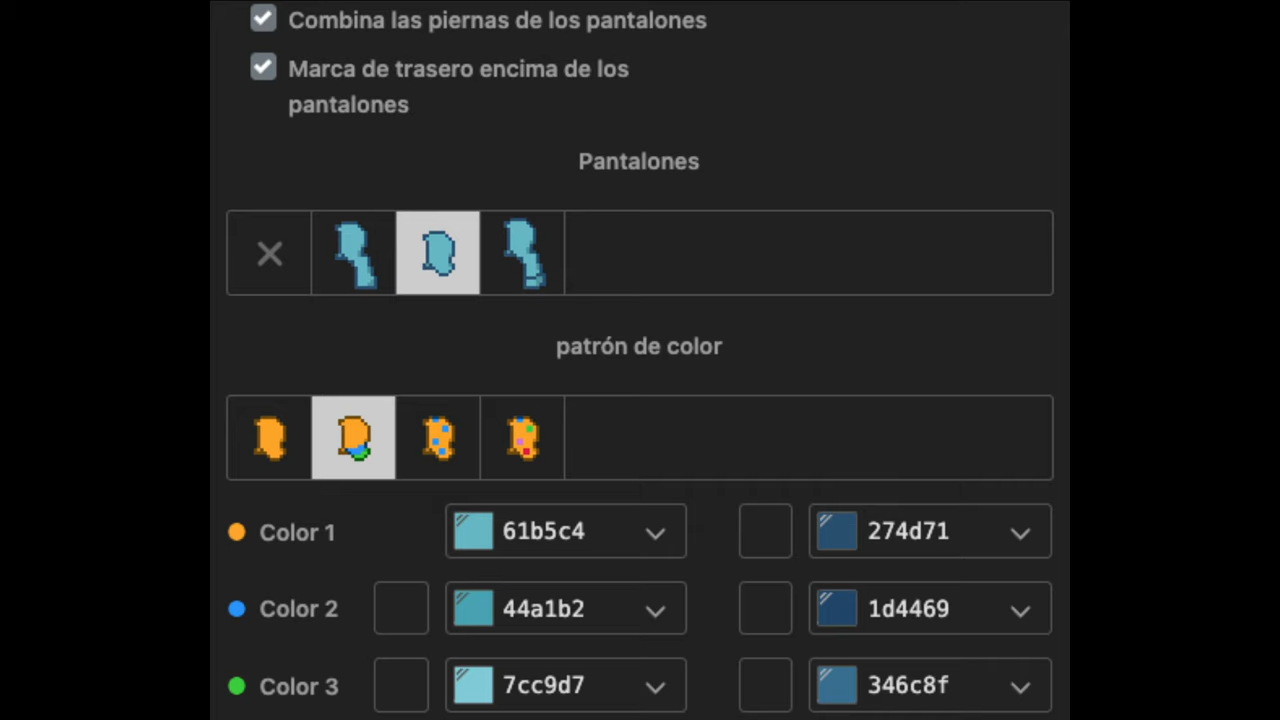 Combina las piernas de los pantalones
Marca de trasero encima de los
pantalones
Pantalones
patrón de color
Color 1 61b5c4 274d71
Color 2 44a1b2 1d4469
Color 3 7cc9d7 346c8f